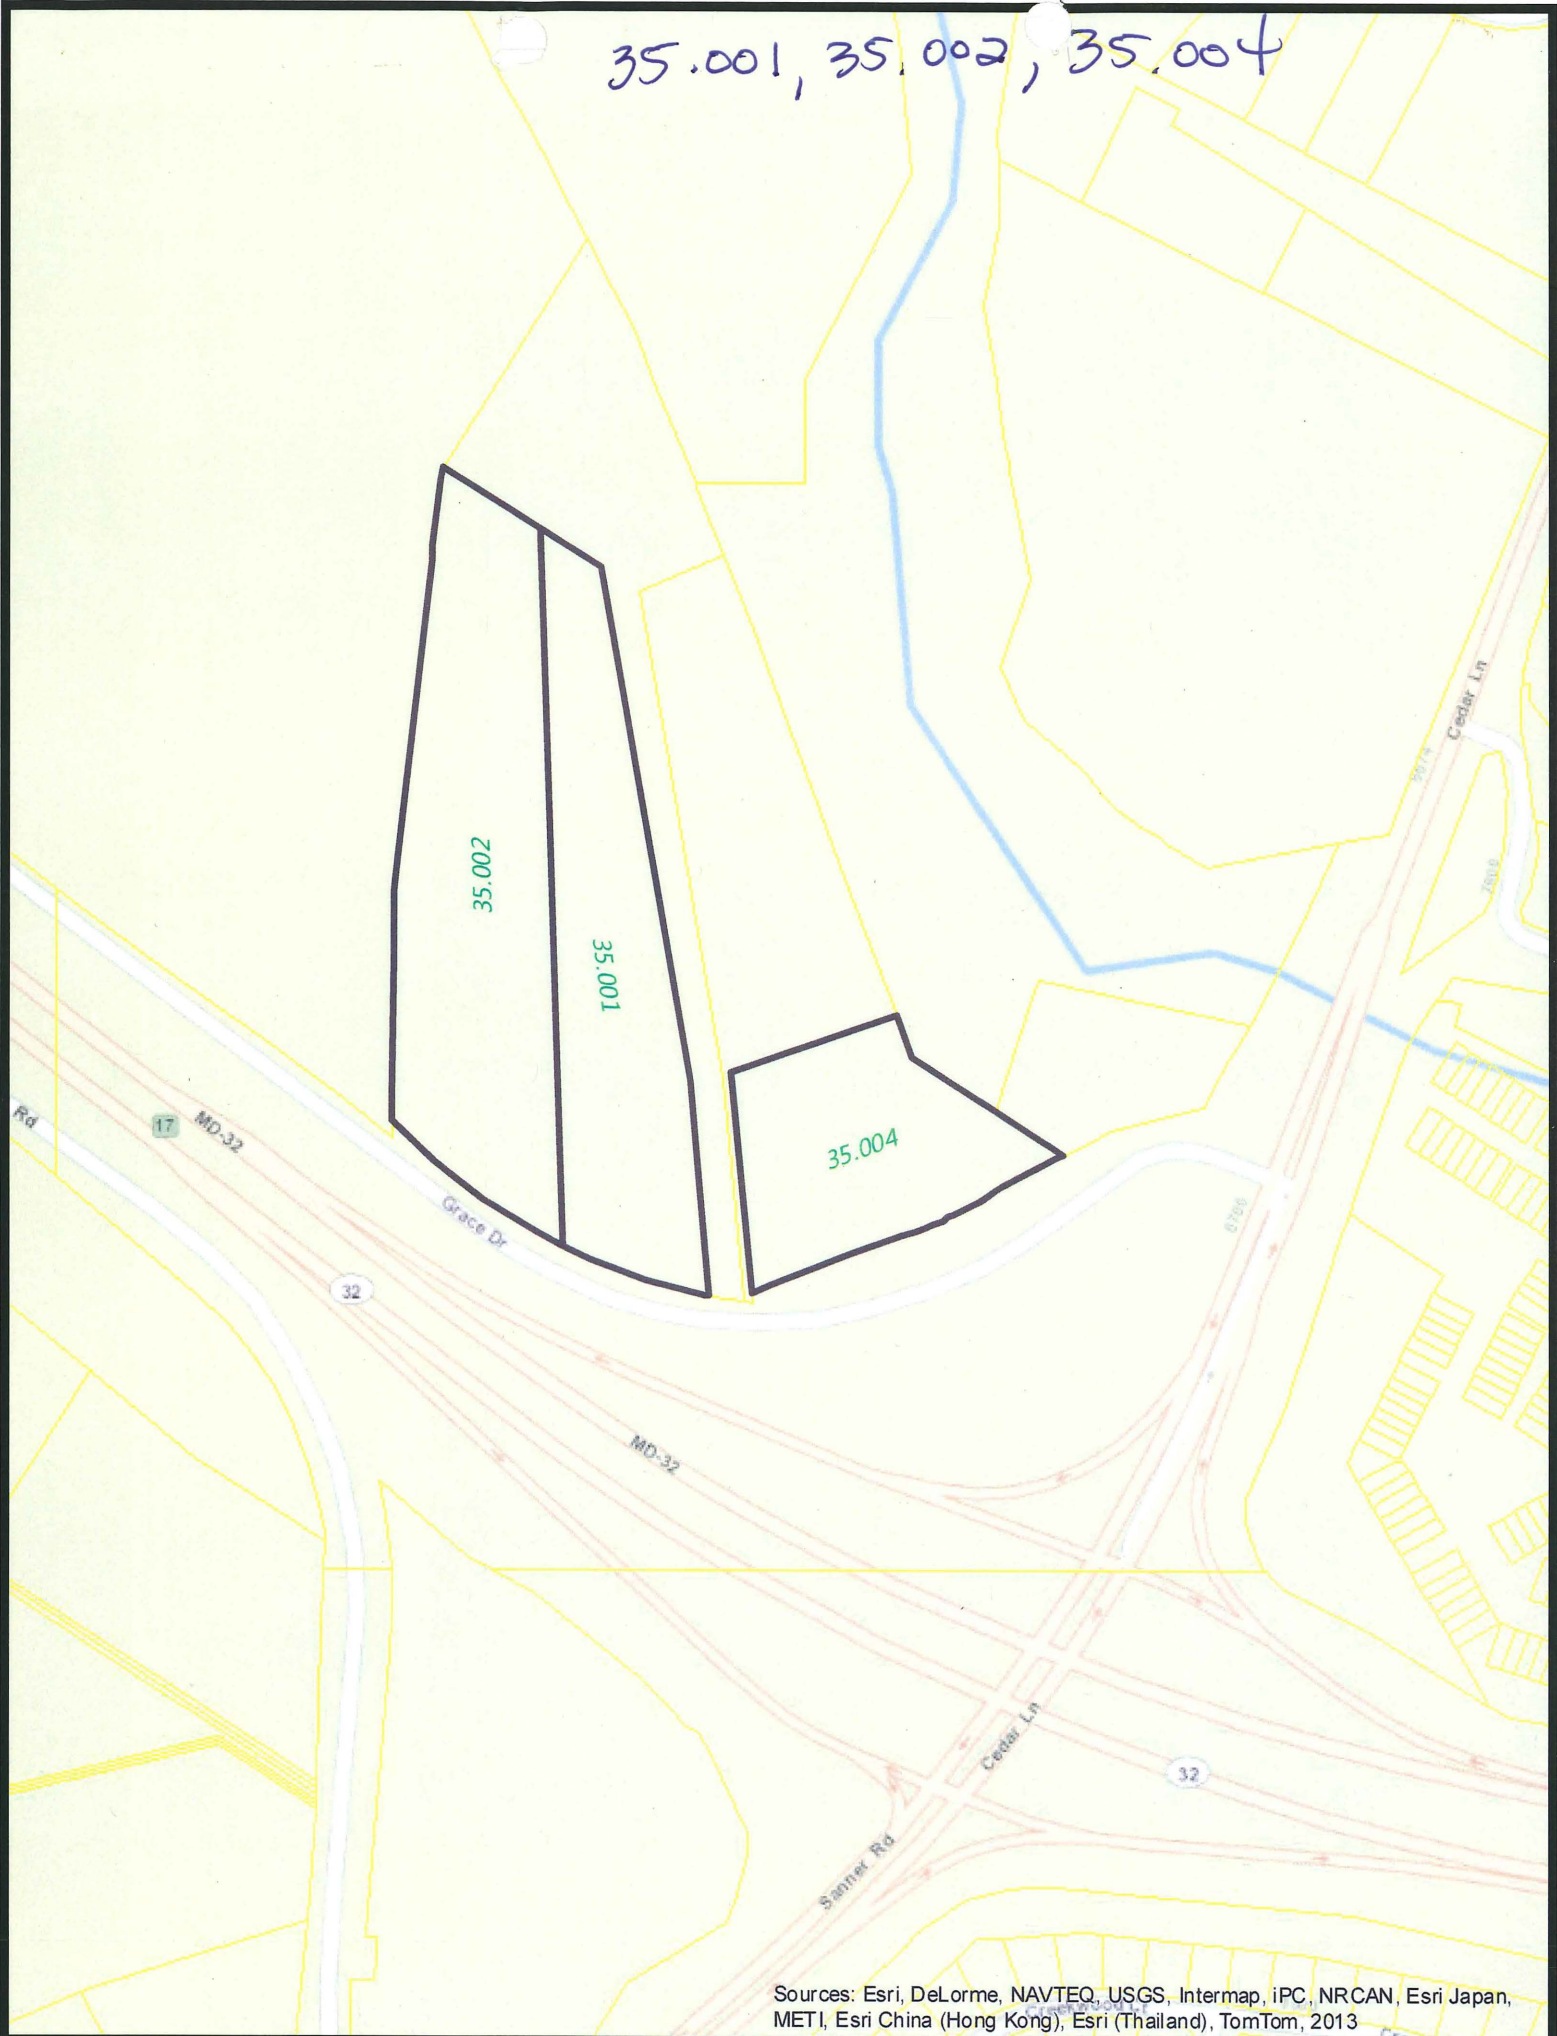 35.001, 35.002, 35.004
Cedar Ln
35.002
35.001
35.004
17
MD-32
Rd
Grace Dr
32
MD-32
Cedar Ln
32
Sanner Rd
Sources: Esri, DeLorme, NAVTEQ, USGS, Intermap, iPC, NRCAN, Esri Japan,
METI, Esri China (Hong Kong), Esri (Thailand), TomTom, 2013